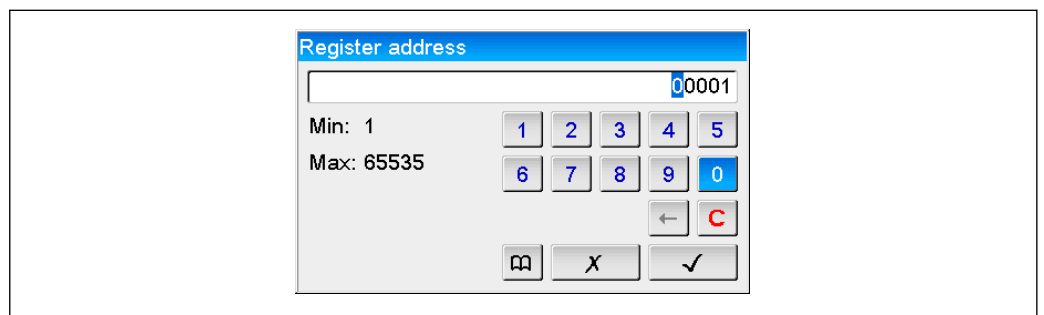 Register address
00001
Min: 1
1 2 3 4 5
Max: 65535
6 7 8 9 0
← C
X ✓